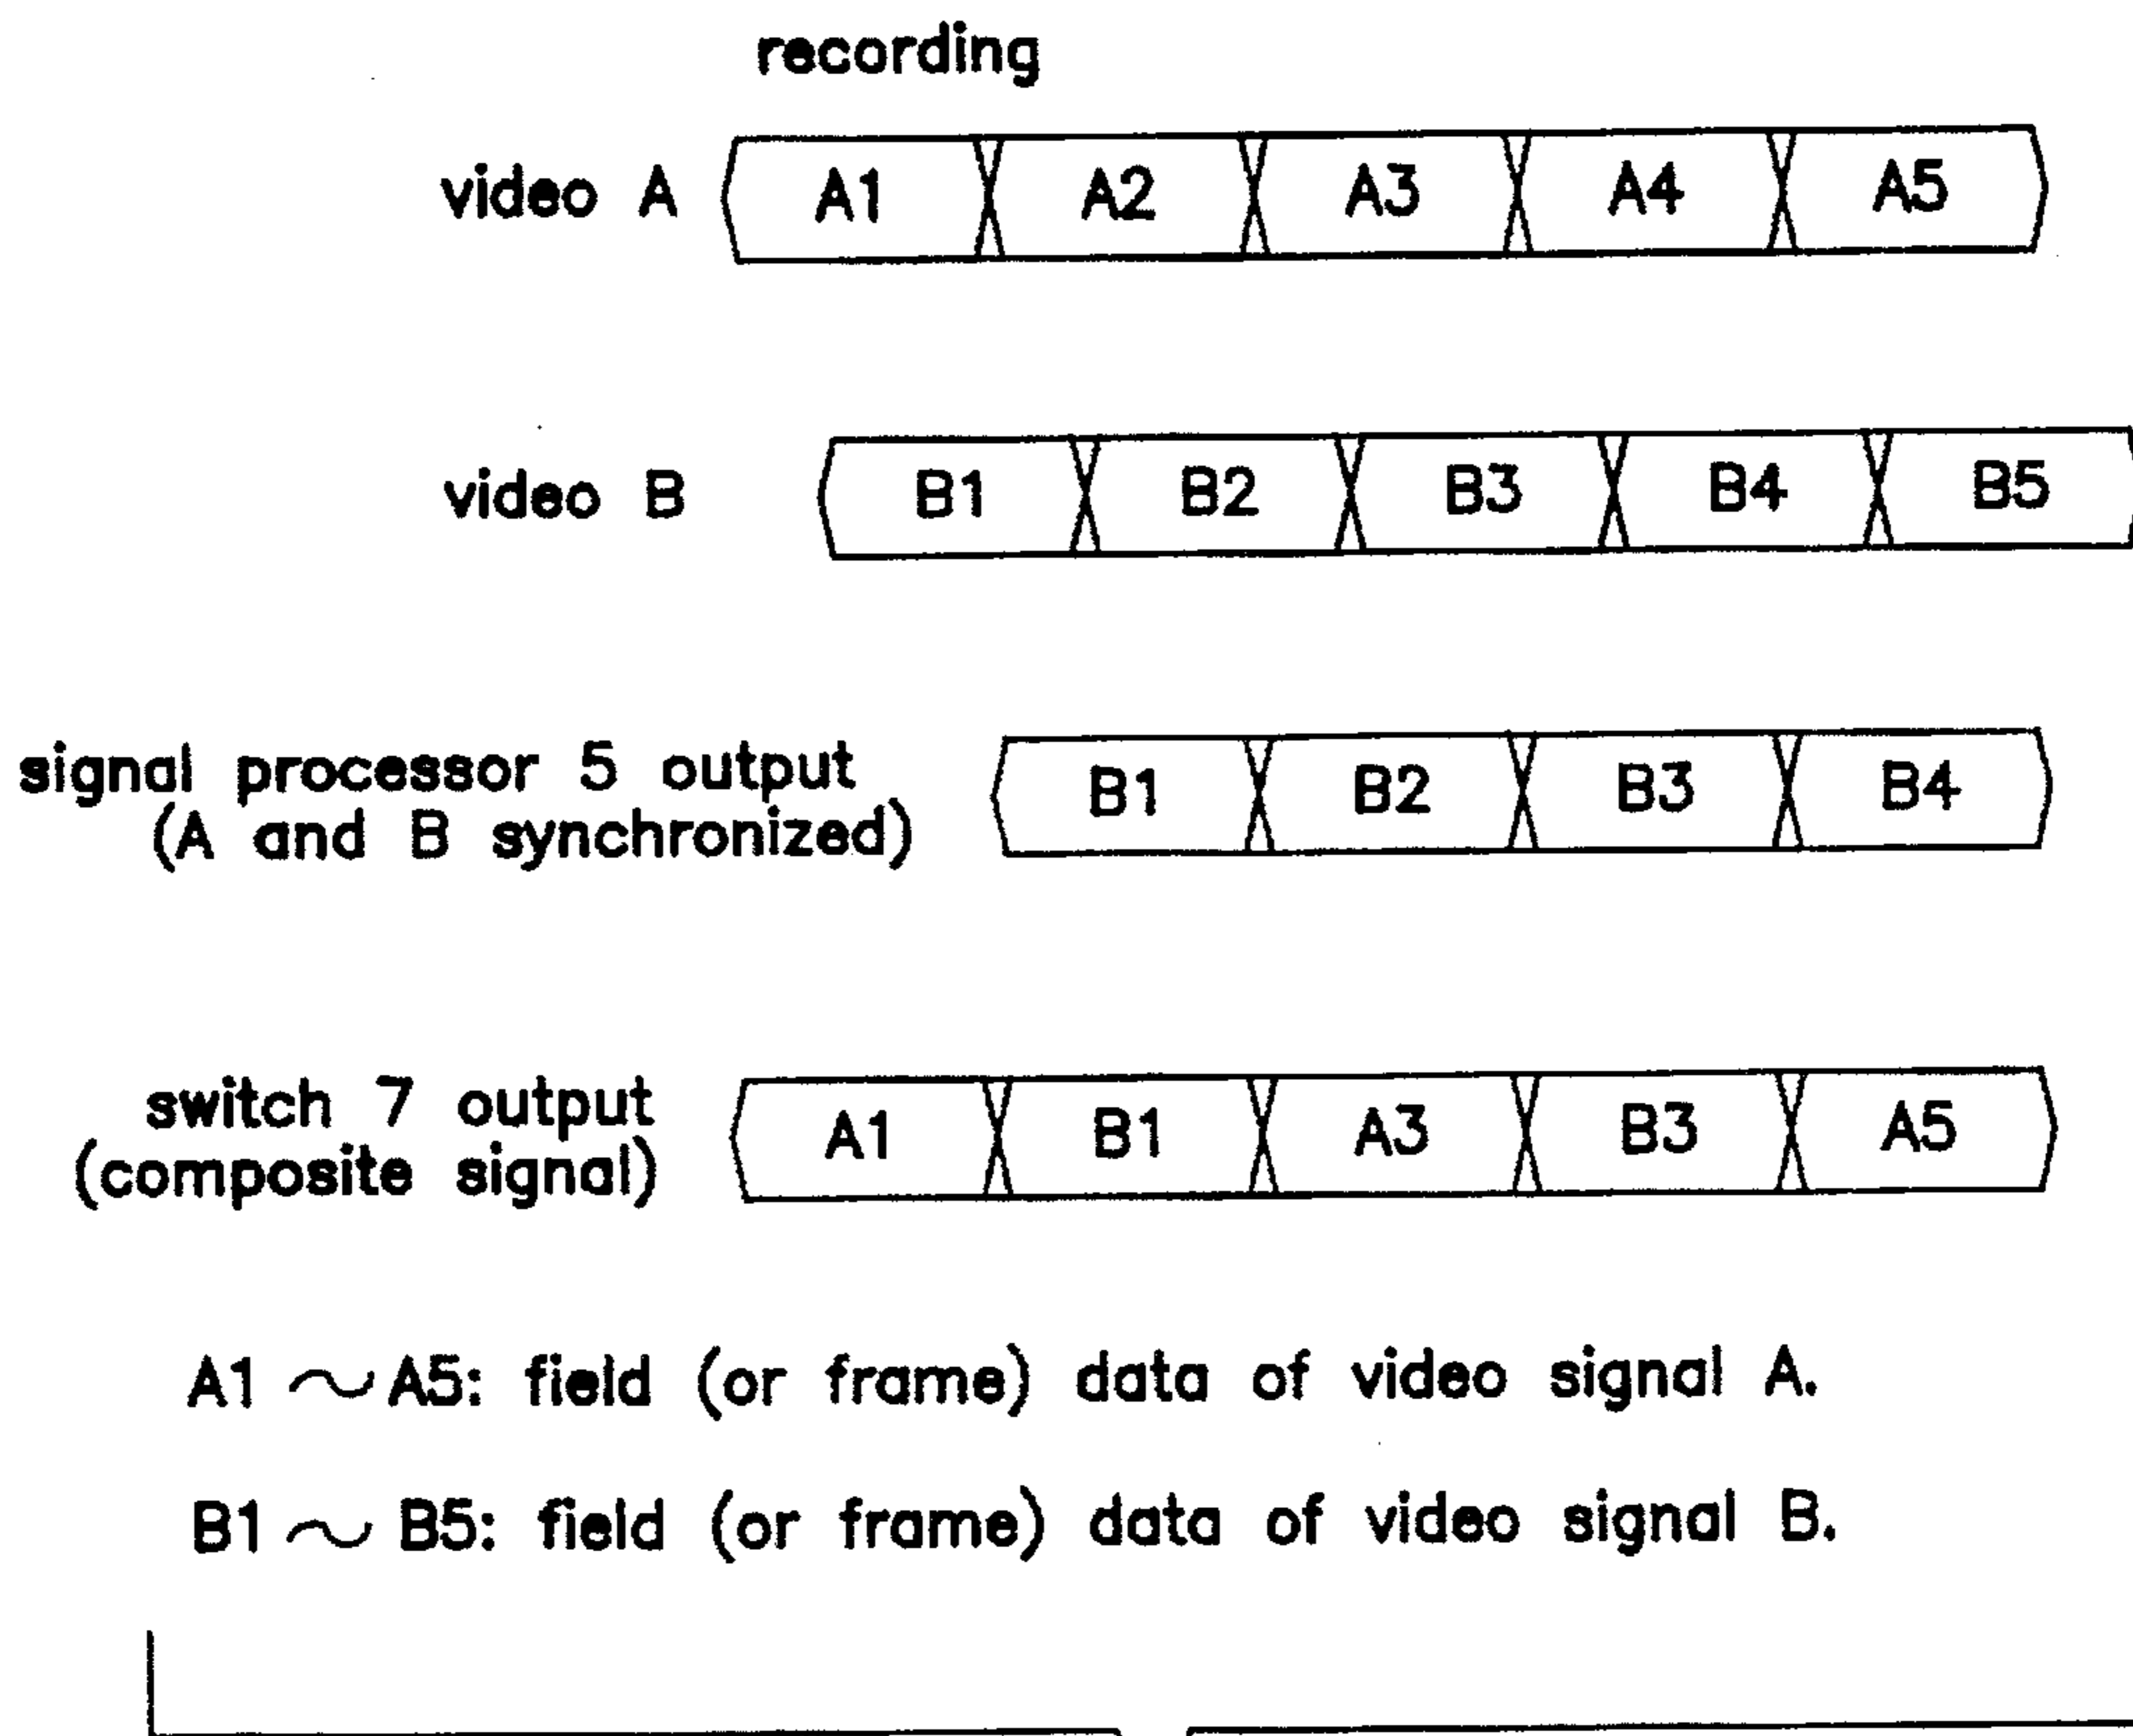 recording
video A A1 A2 A3 A4 A5
video B B1 B2 B3 B4 B5
signal processor 5 output
(A and B synchronized)
B1 B2 B3 B4
switch 7 output
(composite signal)
A1 B1 A3 B3 A5
A1 ~ A5: field (or frame) data of video signal A.
B1 ~ B5: field (or frame) data of video signal B.